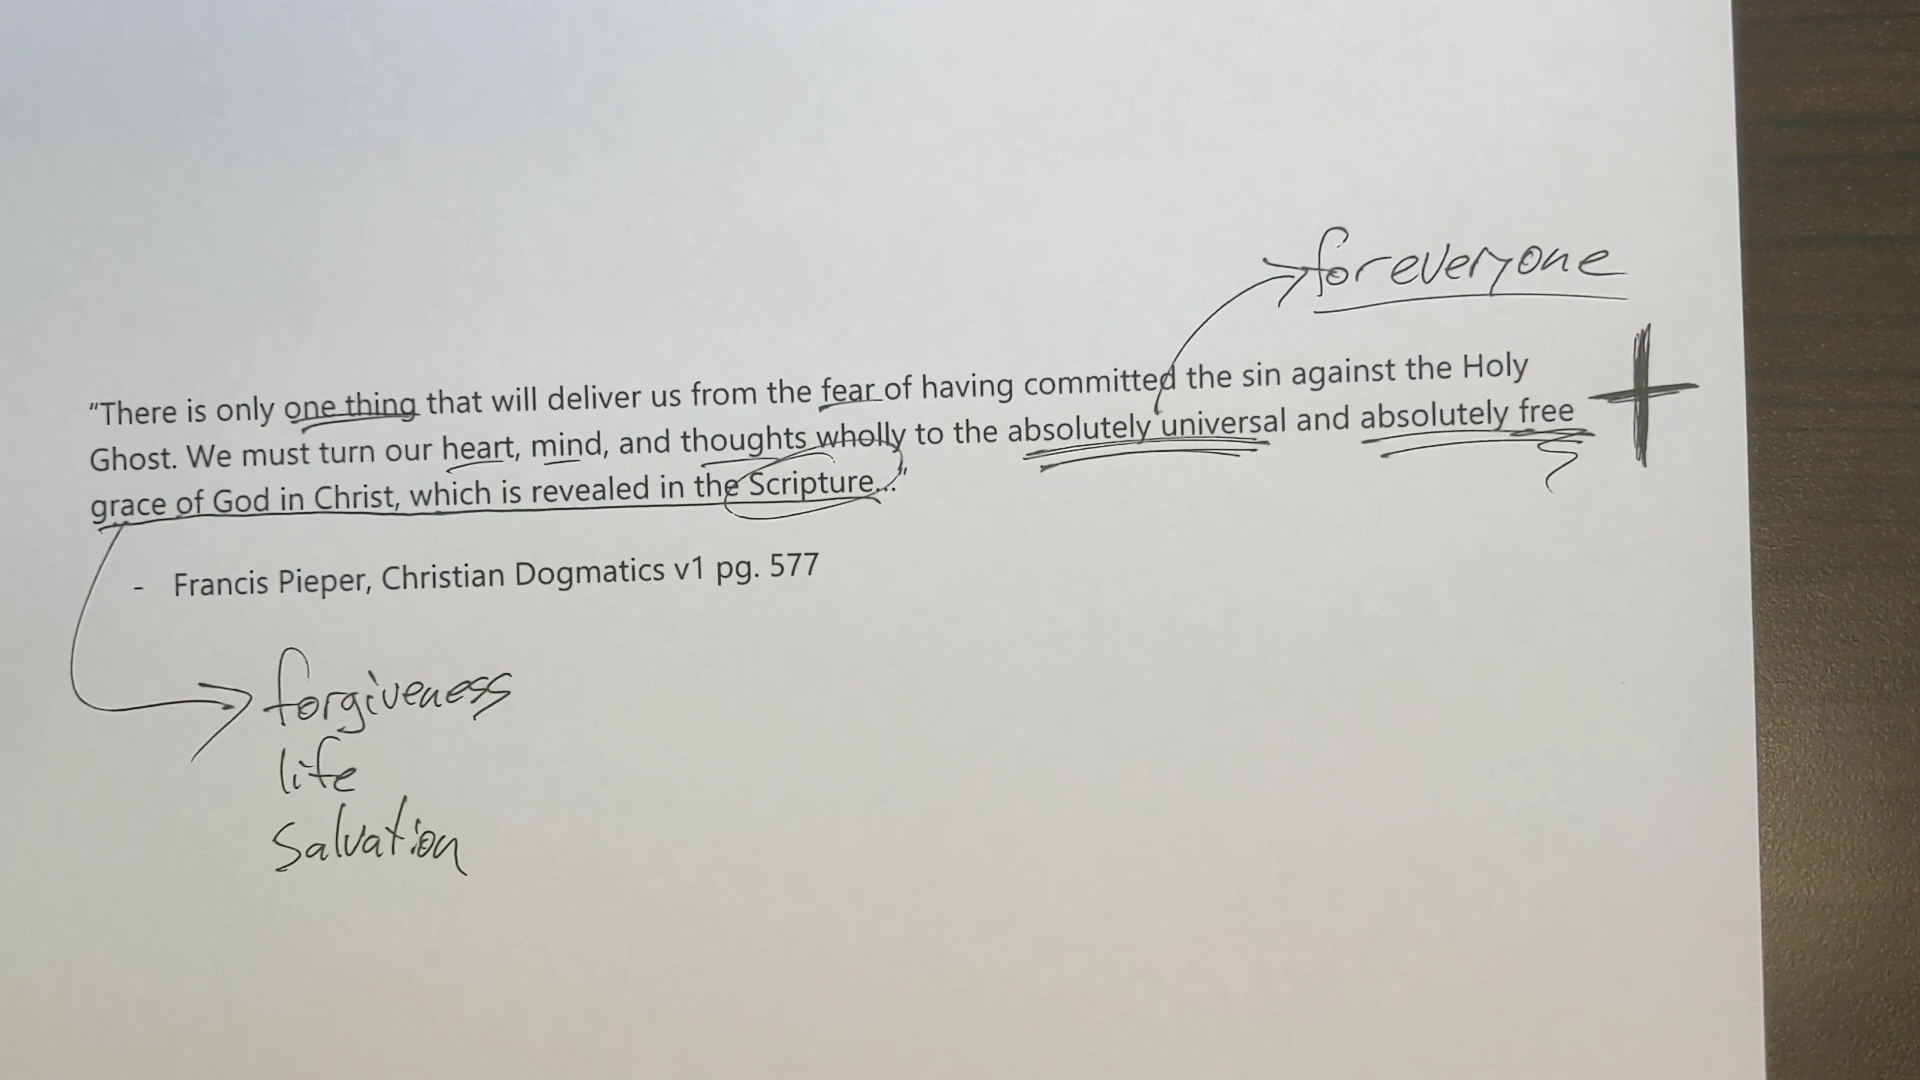 for everyone
“There is only one thing that will deliver us from the fear of having committed the sin against the Holy
Ghost. We must turn our heart, mind, and thoughts wholly to the absolutely universal and absolutely free
grace of God in Christ, which is revealed in the Scripture...”
- Francis Pieper, Christian Dogmatics v1 pg. 577
forgiveness
life
salvation